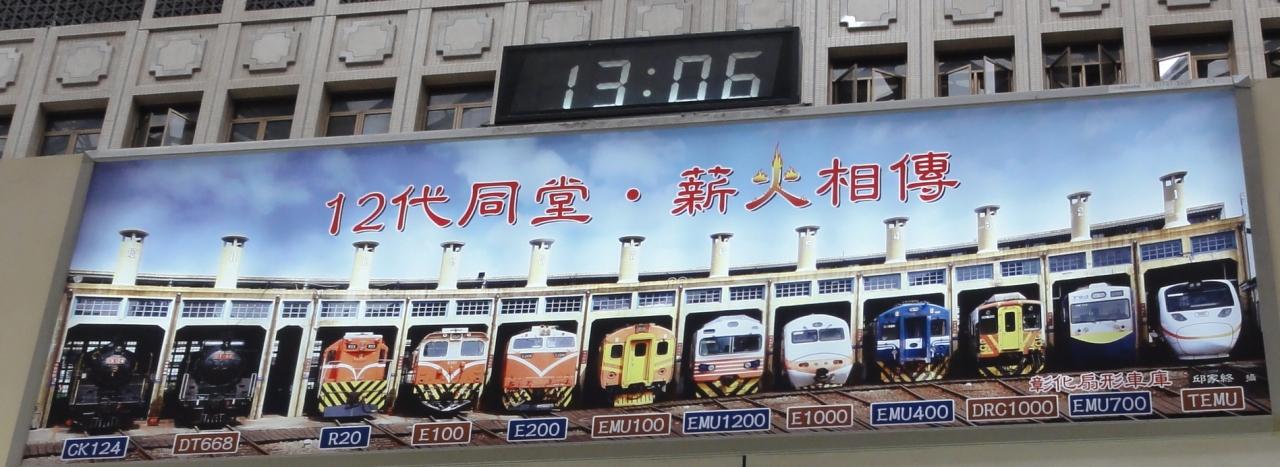 13:06
12代同堂·薪火相傳
彰化扇形車庫 邱家終 攝
CK124 DT668 R20 E100 E200 EMU100 EMU1200 E1000 EMU400 DRC1000 EMU700 TEMU